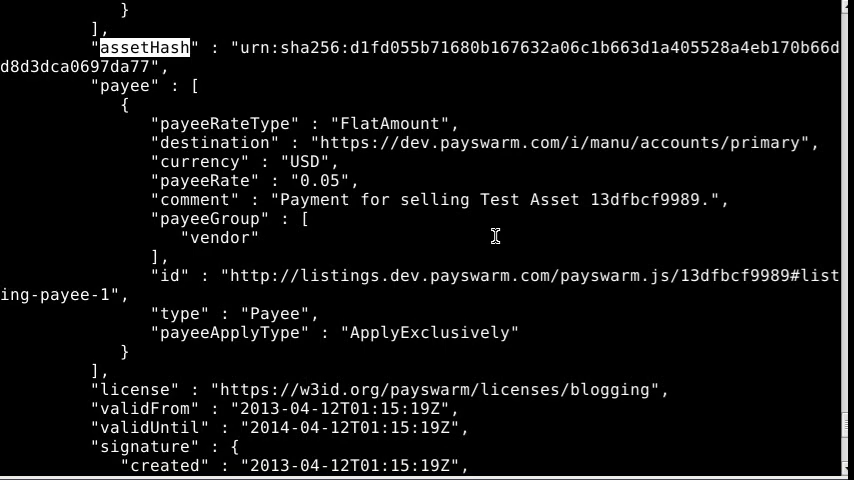 }
],
"assetHash" : "urn:sha256:d1fd055b71680b167632a06c1b663d1a405528a4eb170b66d
d8d3dca0697da77",
"payee" : [
{
"payeeRateType" : "FlatAmount",
"destination" : "https://dev.payswarm.com/i/manu/accounts/primary",
"currency" : "USD",
"payeeRate" : "0.05",
"comment" : "Payment for selling Test Asset 13dfbcf9989.",
"payeeGroup" : [
"vendor"
],
"id" : "http://listings.dev.payswarm.com/payswarm.js/13dfbcf9989#list
ing-payee-1",
"type" : "Payee",
"payeeApplyType" : "ApplyExclusively"
}
],
"license" : "https://w3id.org/payswarm/licenses/blogging",
"validFrom" : "2013-04-12T01:15:19Z",
"validUntil" : "2014-04-12T01:15:19Z",
"signature" : {
"created" : "2013-04-12T01:15:19Z",